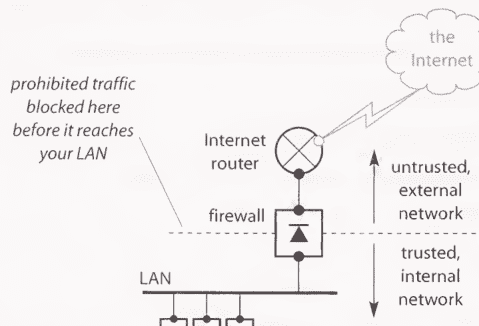 the
Internet
prohibited traffic
blocked here
before it reaches
your LAN
Internet
router
untrusted,
external
network
firewall
trusted,
internal
network
LAN